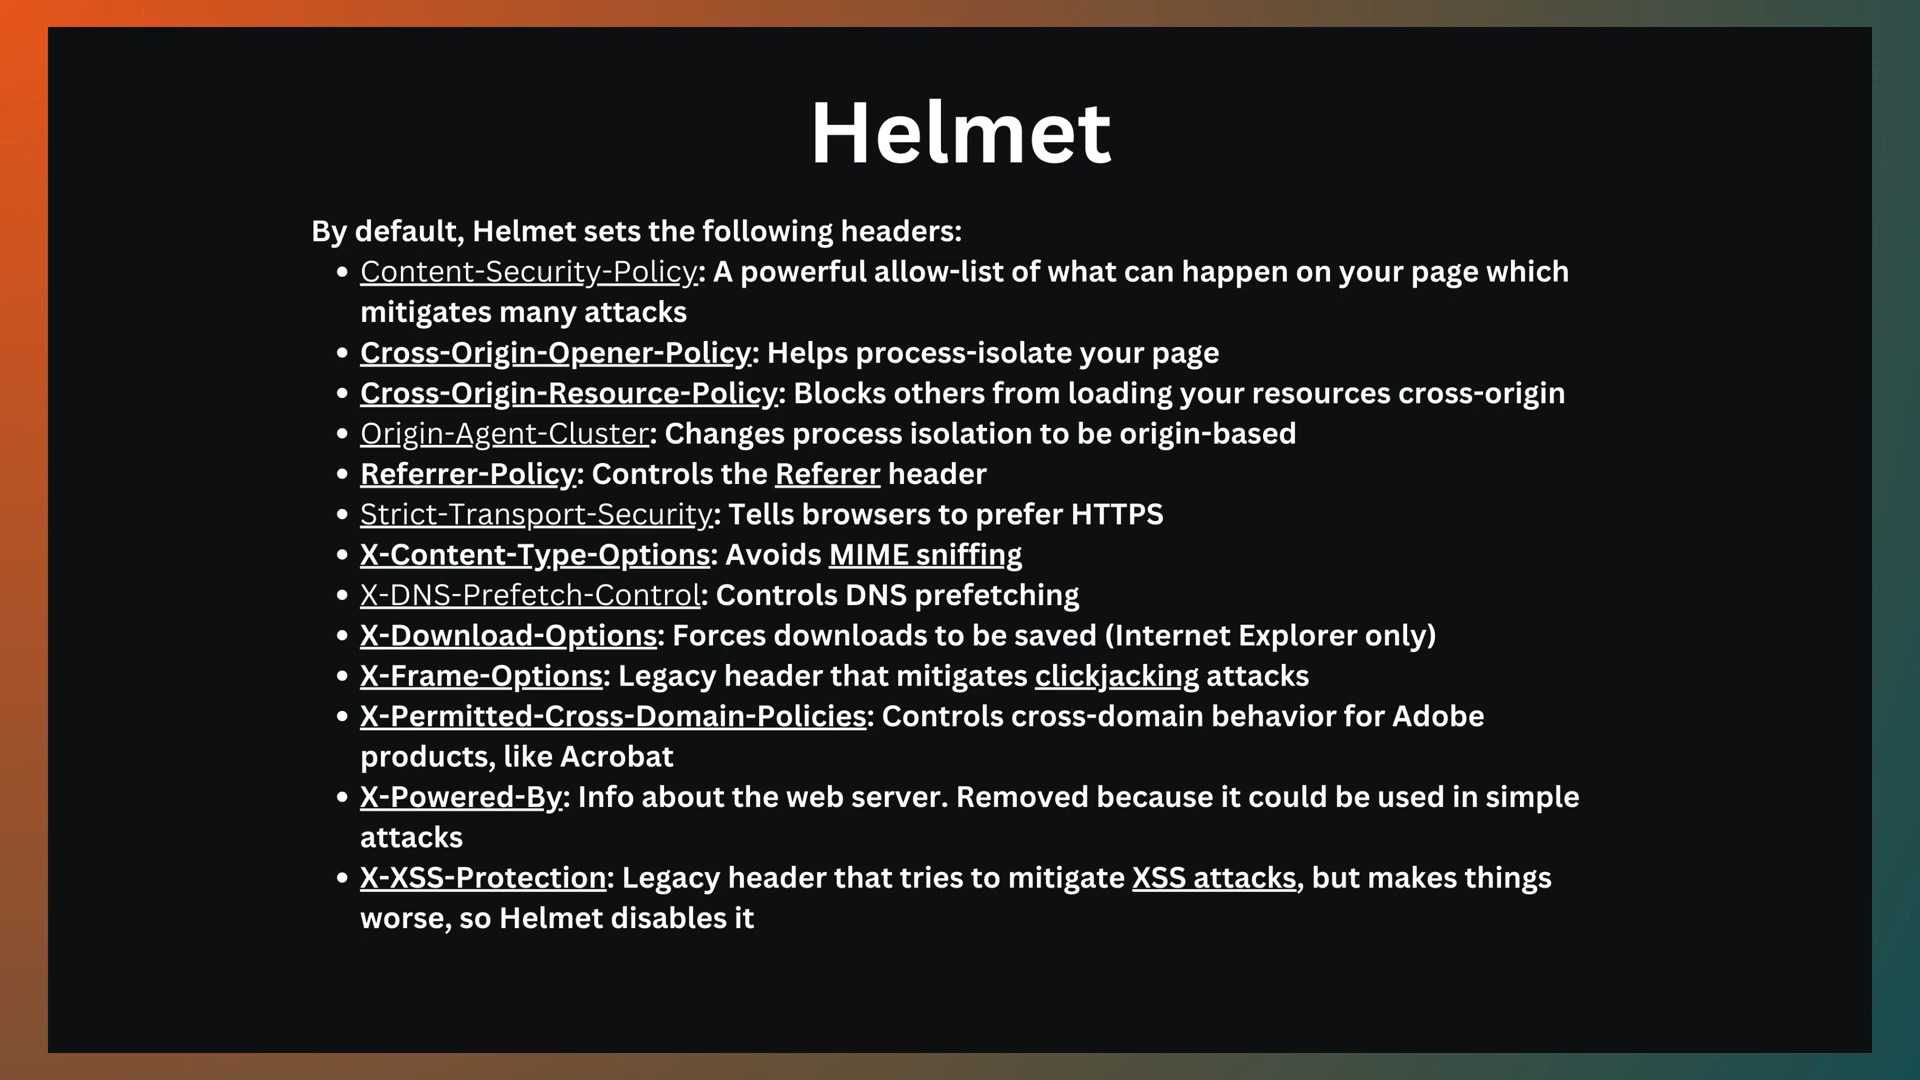 Helmet
By default, Helmet sets the following headers:
• Content-Security-Policy: A powerful allow-list of what can happen on your page which
mitigates many attacks
• Cross-Origin-Opener-Policy: Helps process-isolate your page
• Cross-Origin-Resource-Policy: Blocks others from loading your resources cross-origin
• Origin-Agent-Cluster: Changes process isolation to be origin-based
• Referrer-Policy: Controls the Referer header
• Strict-Transport-Security: Tells browsers to prefer HTTPS
• X-Content-Type-Options: Avoids MIME sniffing
• X-DNS-Prefetch-Control: Controls DNS prefetching
• X-Download-Options: Forces downloads to be saved (Internet Explorer only)
• X-Frame-Options: Legacy header that mitigates clickjacking attacks
• X-Permitted-Cross-Domain-Policies: Controls cross-domain behavior for Adobe
products, like Acrobat
• X-Powered-By: Info about the web server. Removed because it could be used in simple
attacks
• X-XSS-Protection: Legacy header that tries to mitigate XSS attacks, but makes things
worse, so Helmet disables it